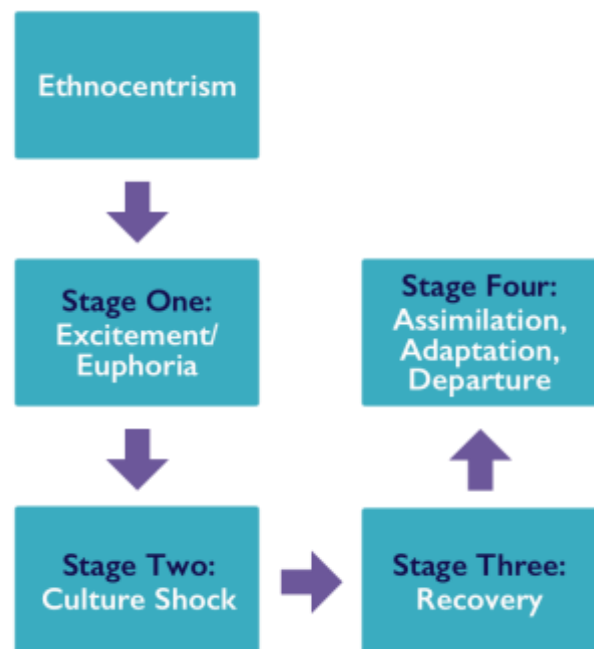 Ethnocentrism
Stage One:
Excitement/
Euphoria
Stage Two:
Culture Shock
Stage Three:
Recovery
Stage Four:
Assimilation,
Adaptation,
Departure